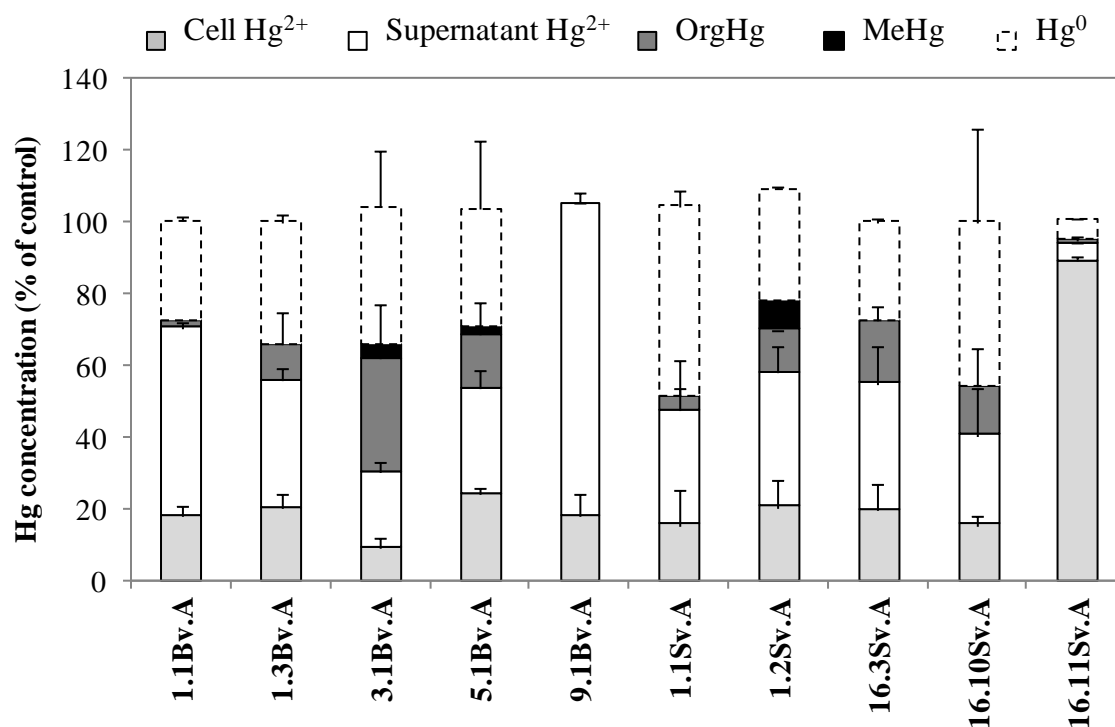 Cell Hg²⁺ Supernatant Hg²⁺ OrgHg MeHg Hg⁰
Hg concentration (% of control)
140
120
100
80
60
40
20
0
1.1Bv.A
1.3Bv.A
3.1Bv.A
5.1Bv.A
9.1Bv.A
1.1Sv.A
1.2Sv.A
16.3Sv.A
16.10Sv.A
16.11Sv.A